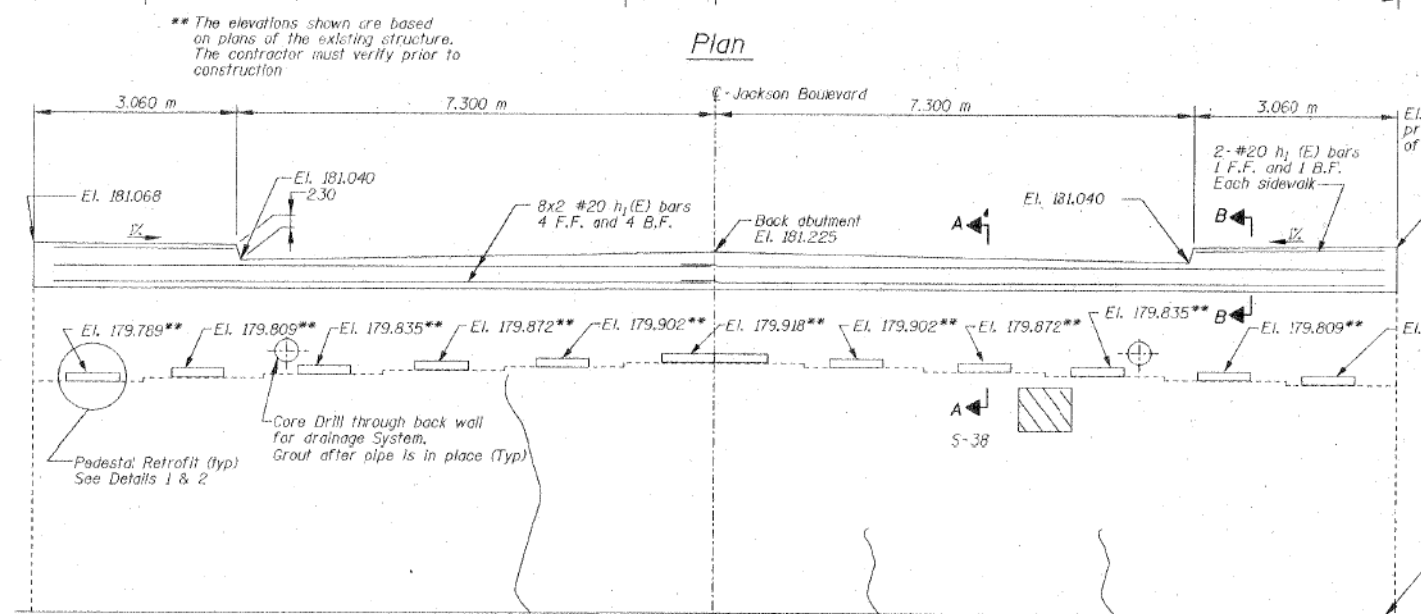 ** The elevations shown are based
on plans of the existing structure.
The contractor must verify prior to
construction
Plan
3.060 m
7.300 m
℄ Jackson Boulevard
7.300 m
3.060 m
El.
pr
of
El. 181.068
El. 181.040
230
8x2 #20 h1(E) bars
4 F.F. and 4 B.F.
Back abutment
El. 181.225
A
El. 181.040
2-#20 h1 (E) bars
1 F.F. and 1 B.F.
Each sidewalk
B
1%
1%
El. 179.789**
El. 179.809**
El. 179.835**
El. 179.872**
El. 179.902**
El. 179.918**
El. 179.902**
El. 179.872**
El. 179.835**
B
El. 179.809**
El.
A
S-38
Core Drill through back wall
for drainage System.
Grout after pipe is in place (Typ)
Pedestal Retrofit (typ)
See Details 1 & 2